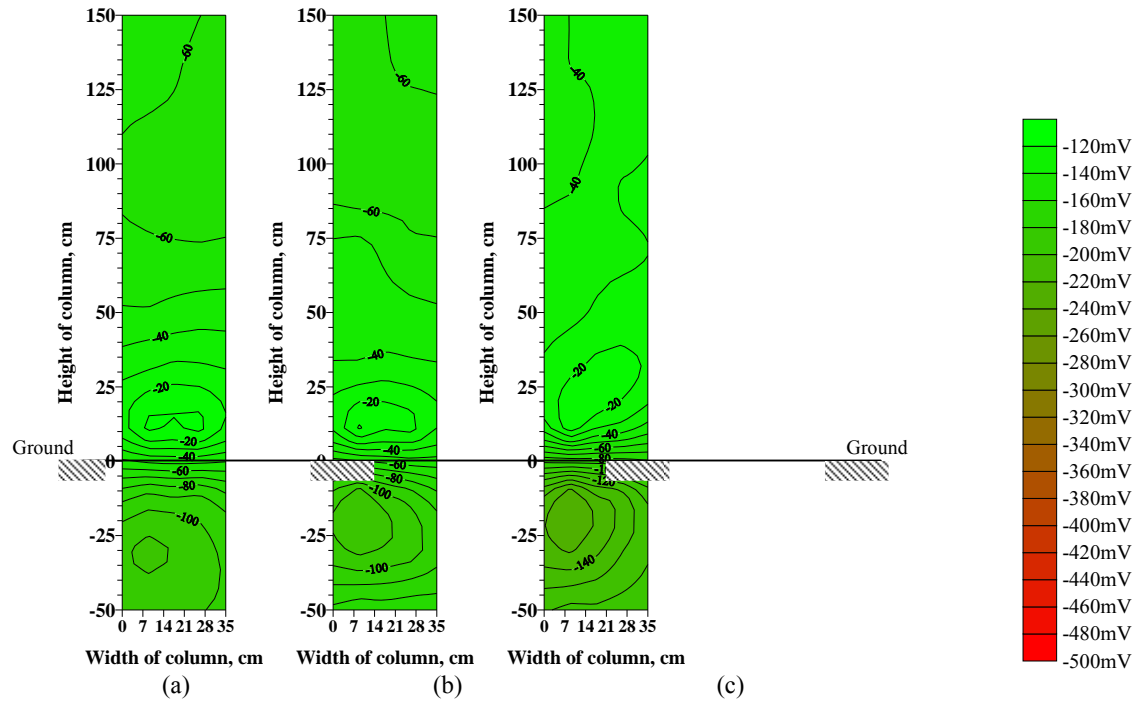 150
125
100
75
50
25
0
-25
-50
Height of column, cm
-60
-60
-40
-20
-20
-40
-60
-80
-100
0 7 14 21 28 35
Width of column, cm
(a)
150
125
100
75
50
25
0
-25
-50
Height of column, cm
-60
-60
-40
-20
-40
-60
-80
-100
-100
0 7 14 21 28 35
Width of column, cm
(b)
150
125
100
75
50
25
0
-25
-50
Height of column, cm
-40
-40
-20
-20
-40
-60
-80
-120
-140
0 7 14 21 28 35
Width of column, cm
(c)
Ground
Ground
-120mV
-140mV
-160mV
-180mV
-200mV
-220mV
-240mV
-260mV
-280mV
-300mV
-320mV
-340mV
-360mV
-380mV
-400mV
-420mV
-440mV
-460mV
-480mV
-500mV